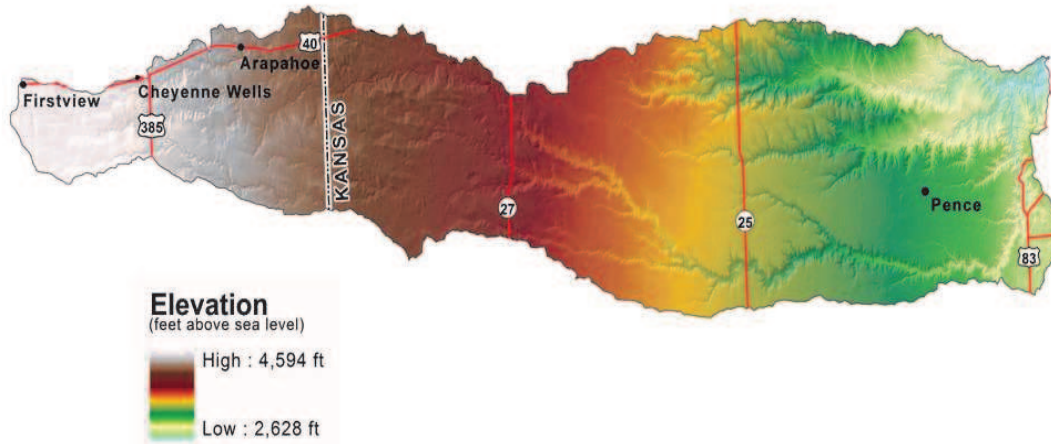 40
Arapahoe
Firstview
Cheyenne Wells
385
KANSAS
27
25
Pence
83
Elevation
(feet above sea level)
High : 4,594 ft
Low : 2,628 ft